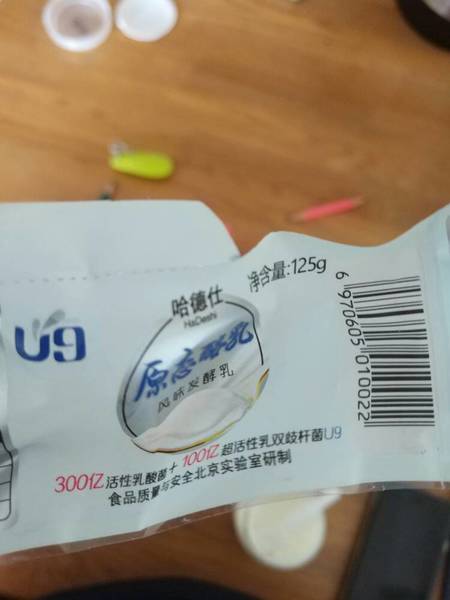 净含量:125g
哈德仕
HaDeShi
U9
原态酪乳
风味发酵乳
300亿活性乳酸菌+100亿超活性乳双歧杆菌U9
食品质量与安全北京实验室研制
6 970605 010022